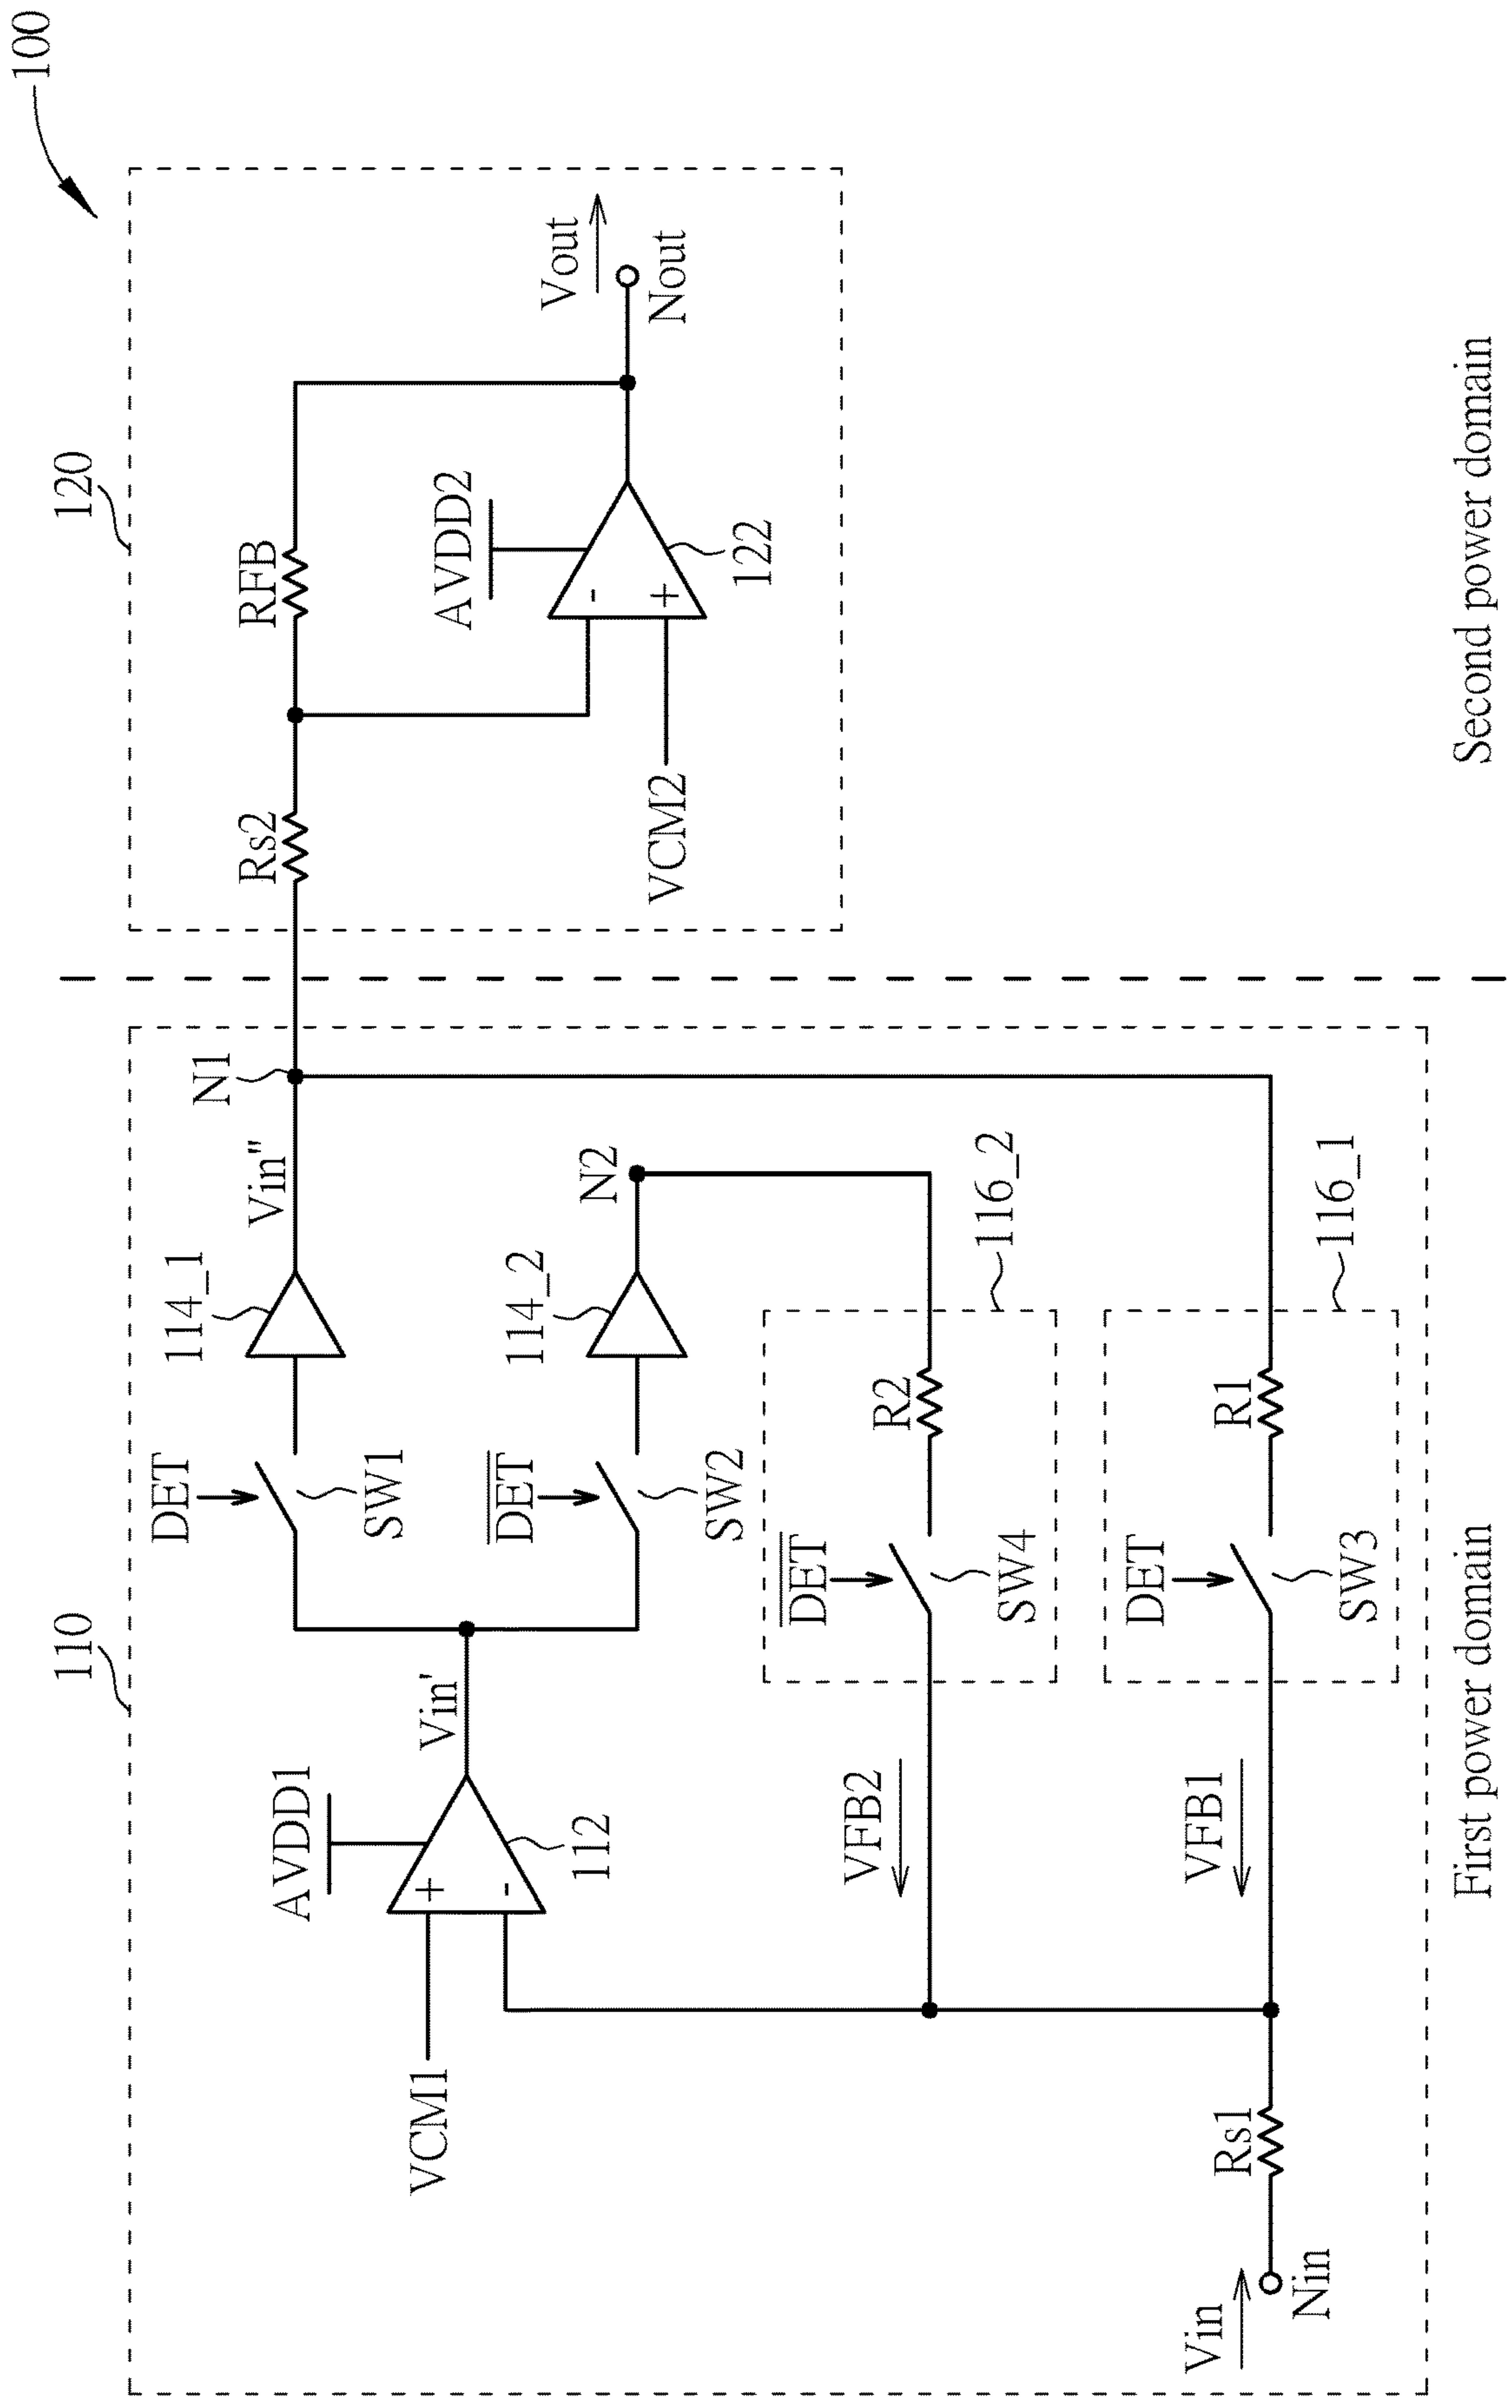 100
110
120
AVDD1
VCM1
+
-
112
Vin'
DET
SW1
114_1
Vin"
N1
DET
SW2
114_2
N2
DET
SW4
R2
116_2
VFB2
DET
SW3
R1
116_1
VFB1
Vin
Nin
Rs1
Rs2
RFB
AVDD2
VCM2
-
+
122
Vout
Nout
First power domain
Second power domain